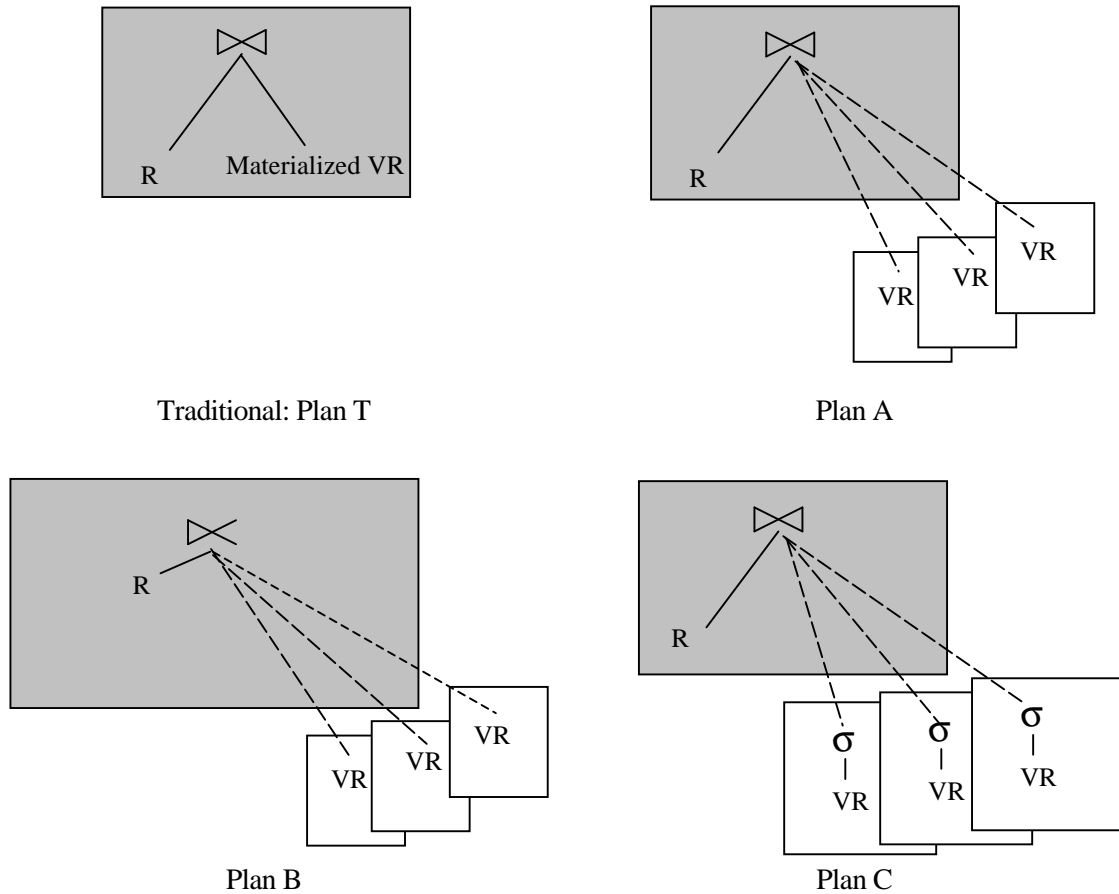 R
Materialized VR
Traditional: Plan T
R
VR
VR
VR
Plan A
R
VR
VR
VR
Plan B
R
σ
σ
σ
VR
VR
VR
Plan C